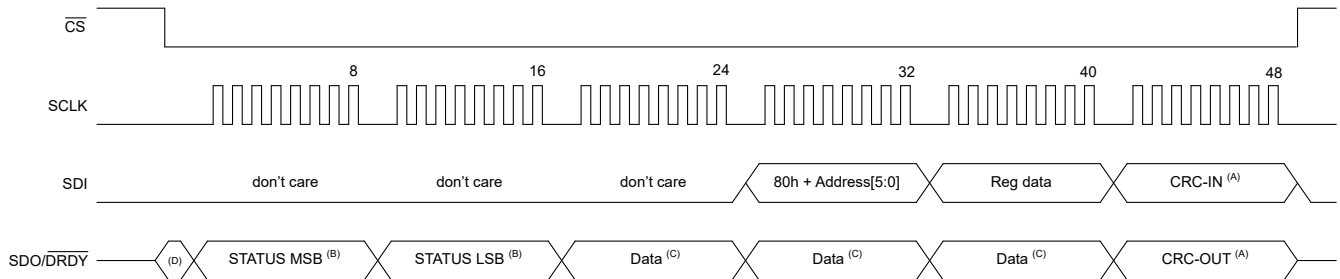 CS
8 16 24 32 40 48
SCLK
SDI don't care don't care don't care 80h + Address[5:0] Reg data CRC-IN (A)
SDO/DRDY (D) STATUS MSB (B) STATUS LSB (B) Data (C) Data (C) Data (C) CRC-OUT (A)